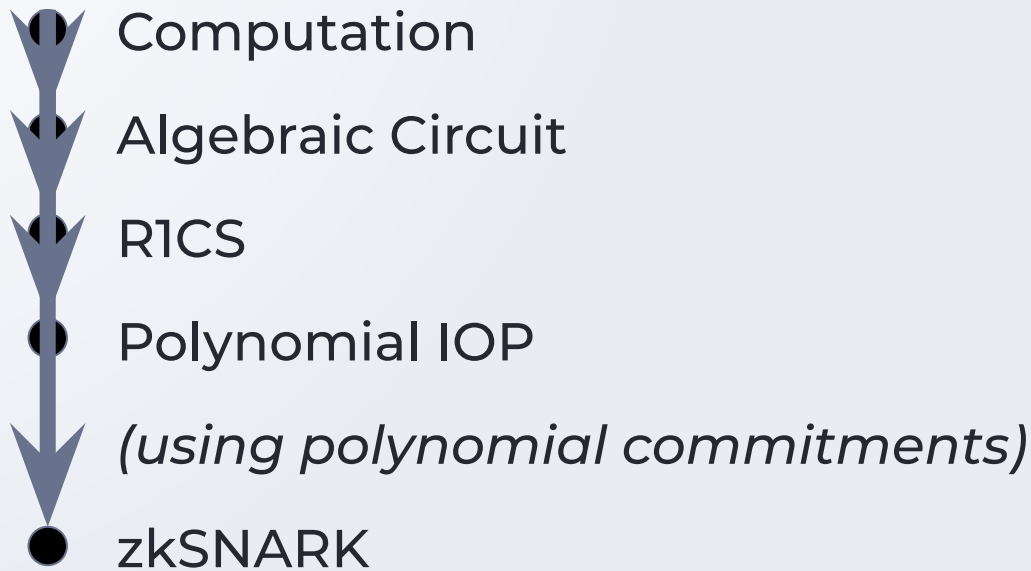 Computation
Algebraic Circuit
R1CS
Polynomial IOP
(using polynomial commitments)
zkSNARK